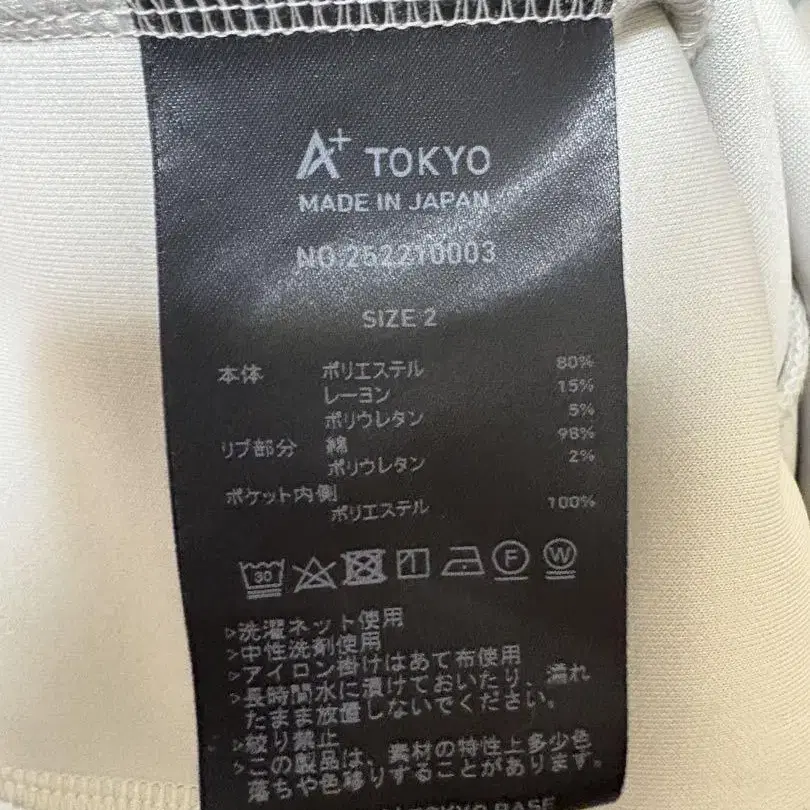 A+ TOKYO
MADE IN JAPAN
NO.252210003
SIZE 2
本体 ポリエステル 80%
レーヨン 15%
ポリウレタン 5%
リブ部分 綿 98%
ポリウレタン 2%
ポケット内側
ポリエステル 100%
30 F W
>洗濯ネット使用
>中性洗剤使用
>アイロン掛けはあて布使用
>長時間水に漬けておいたり、濡れ
たまま放置しないでください。
>絞り禁止
>この製品は、素材の特性上多少色
落ちや色移りすることがあります。
TOKYO BASE